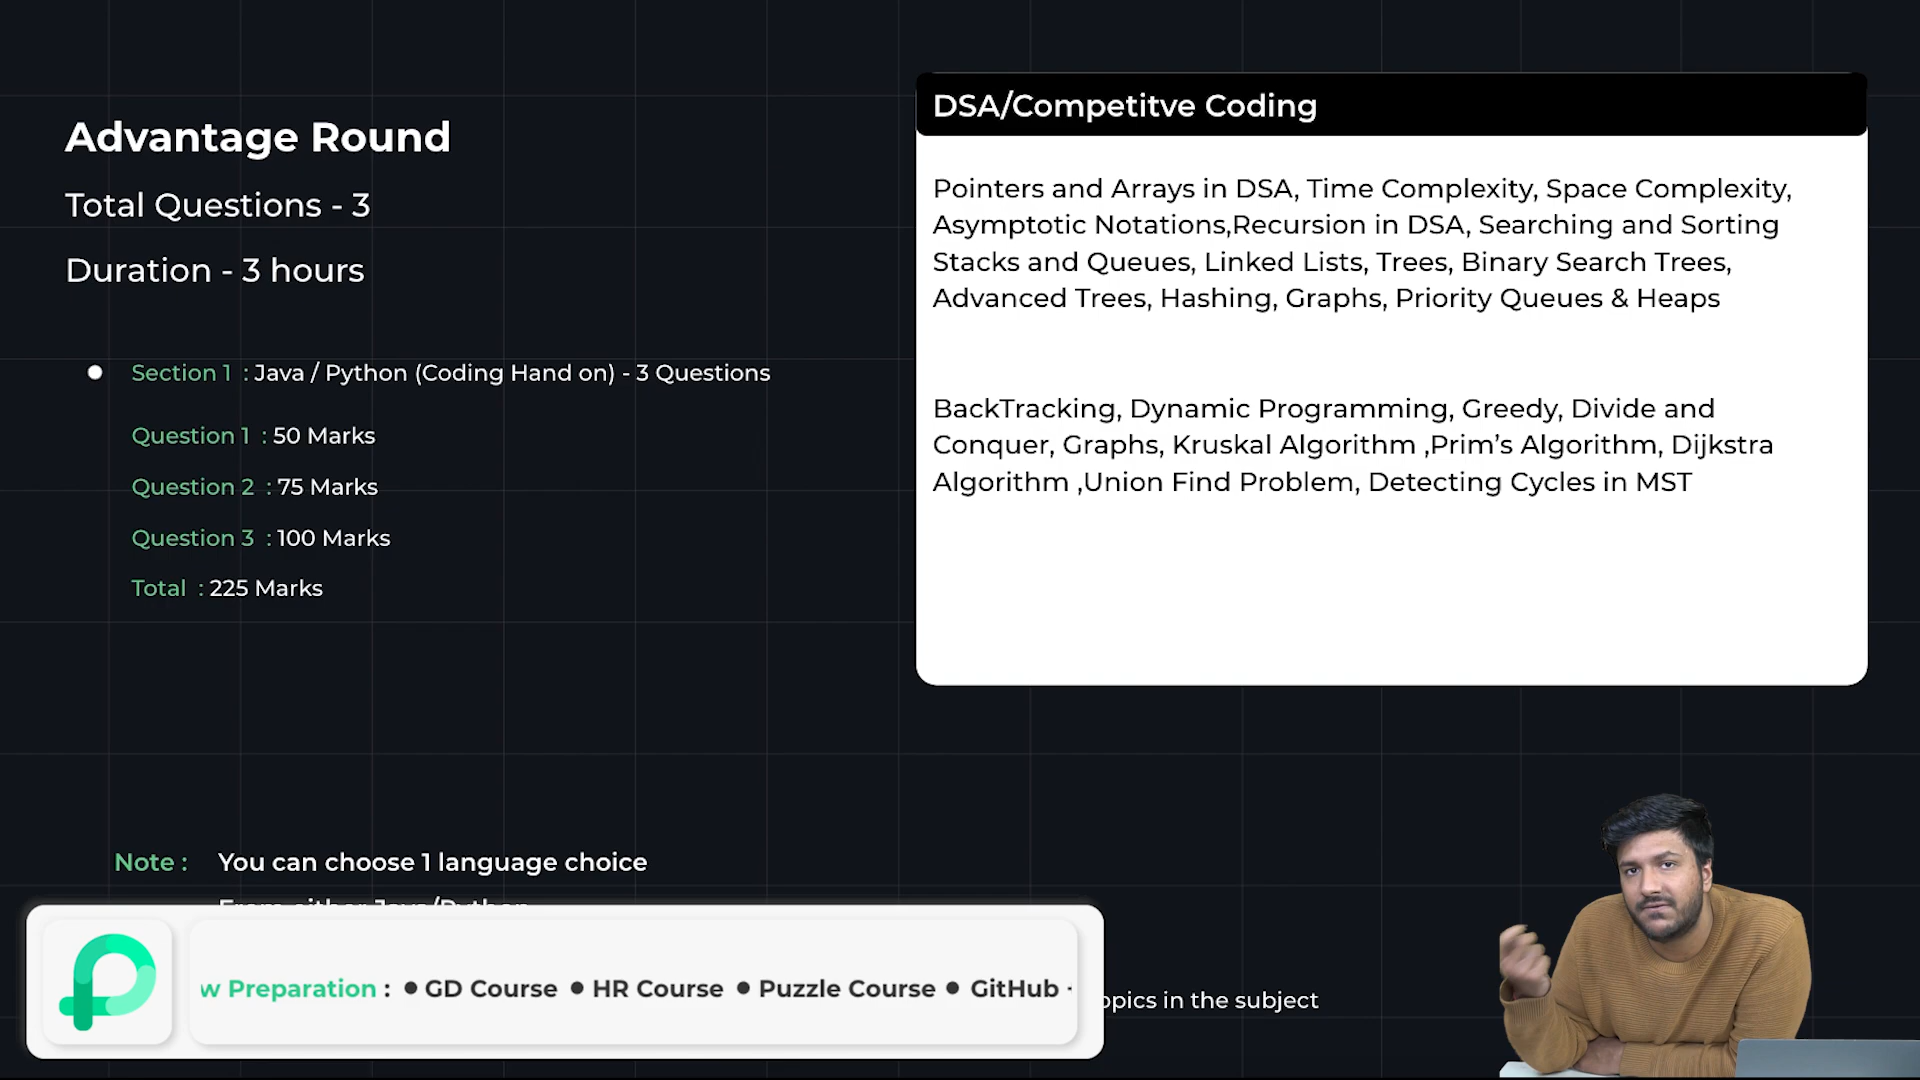 Advantage Round
Total Questions - 3
Duration - 3 hours
Section 1 : Java / Python (Coding Hand on) - 3 Questions
Question 1 : 50 Marks
Question 2 : 75 Marks
Question 3 : 100 Marks
Total : 225 Marks
DSA/Competitve Coding
Pointers and Arrays in DSA, Time Complexity, Space Complexity,
Asymptotic Notations,Recursion in DSA, Searching and Sorting
Stacks and Queues, Linked Lists, Trees, Binary Search Trees,
Advanced Trees, Hashing, Graphs, Priority Queues & Heaps
BackTracking, Dynamic Programming, Greedy, Divide and
Conquer, Graphs, Kruskal Algorithm ,Prim’s Algorithm, Dijkstra
Algorithm ,Union Find Problem, Detecting Cycles in MST
Note : You can choose 1 language choice
From either Java/Python
Preparation : • GD Course • HR Course • Puzzle Course • GitHub
in the subject